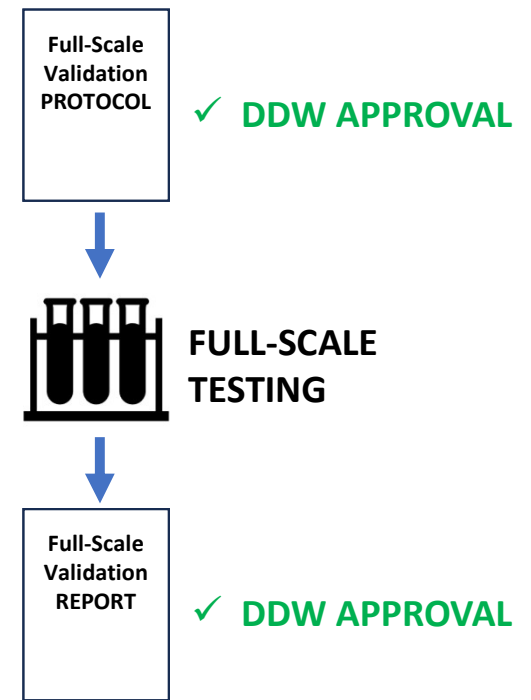 Full-Scale
Validation
PROTOCOL
✓ DDW APPROVAL
FULL-SCALE
TESTING
Full-Scale
Validation
REPORT
✓ DDW APPROVAL